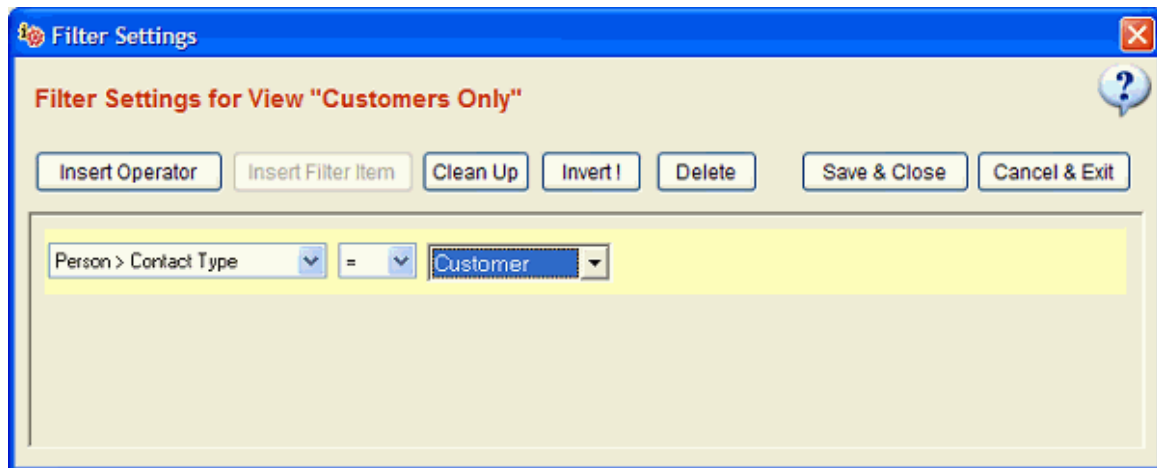 Filter Settings
Filter Settings for View "Customers Only"
?
Insert Operator Insert Filter Item Clean Up Invert ! Delete Save & Close Cancel & Exit
Person > Contact Type = Customer